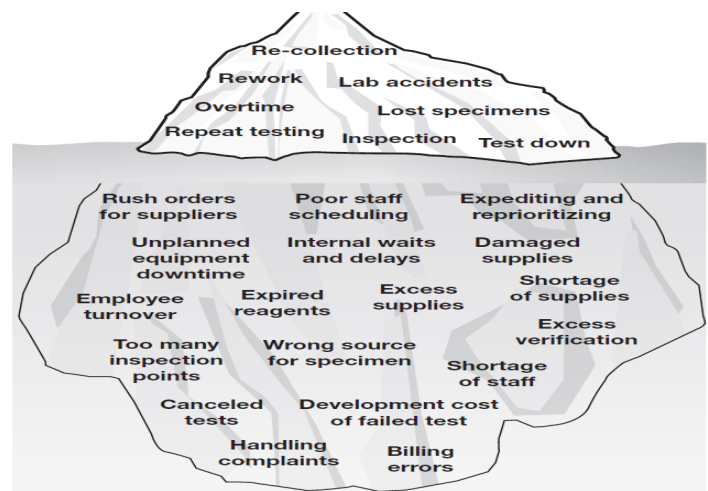 Re-collection
Rework
Lab accidents
Overtime
Lost specimens
Repeat testing
Inspection
Test down
Rush orders
for suppliers
Poor staff
scheduling
Expediting and
reprioritizing
Unplanned
equipment
downtime
Internal waits
and delays
Damaged
supplies
Employee
turnover
Expired
reagents
Excess
supplies
Shortage
of supplies
Excess
verification
Too many
inspection
points
Wrong source
for specimen
Shortage
of staff
Canceled
tests
Development cost
of failed test
Handling
complaints
Billing
errors